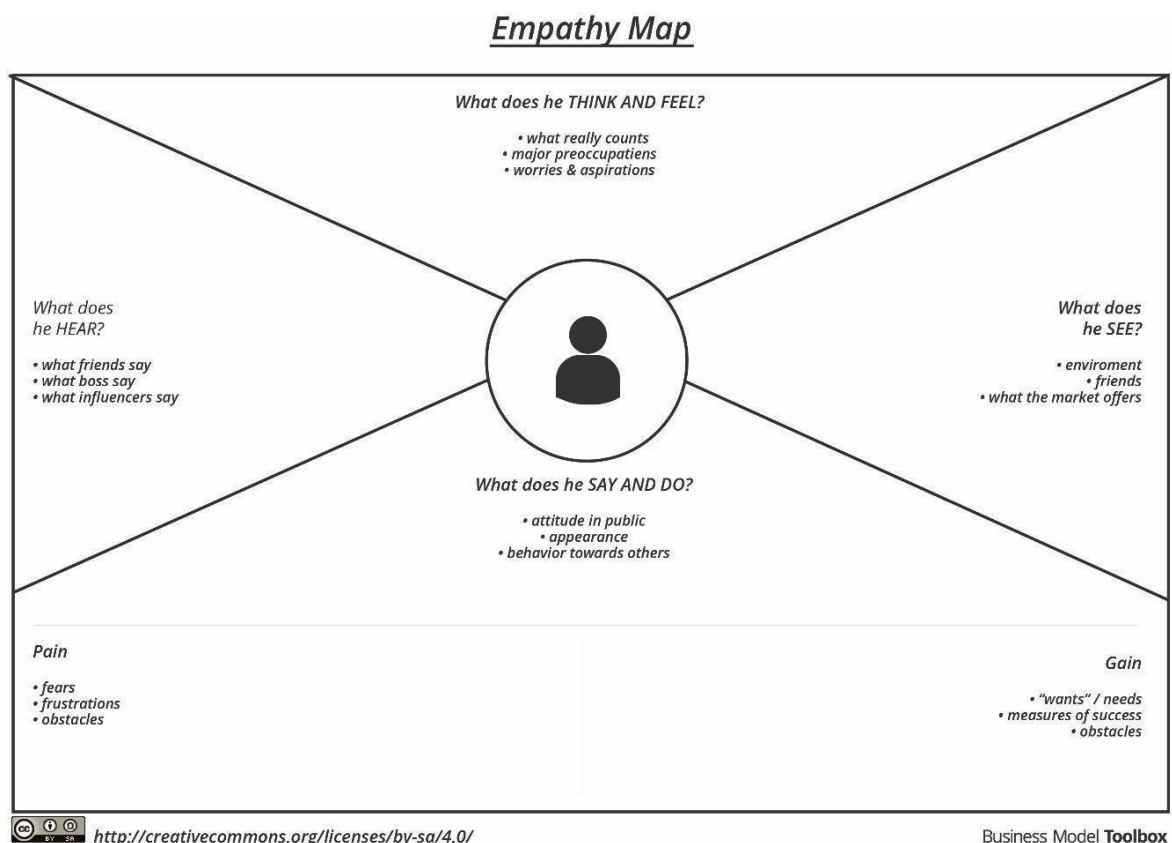 Empathy Map
What does he THINK AND FEEL?
• what really counts
• major preoccupatiens
• worries & aspirations
What does
he HEAR?
• what friends say
• what boss say
• what influencers say
What does
he SEE?
• enviroment
• friends
• what the market offers
What does he SAY AND DO?
• attitude in public
• appearance
• behavior towards others
Pain
• fears
• frustrations
• obstacles
Gain
• “wants“ / needs
• measures of success
• obstacles
cc BY SA http://creativecommons.org/licenses/by-sa/4.0/
Business Model Toolbox